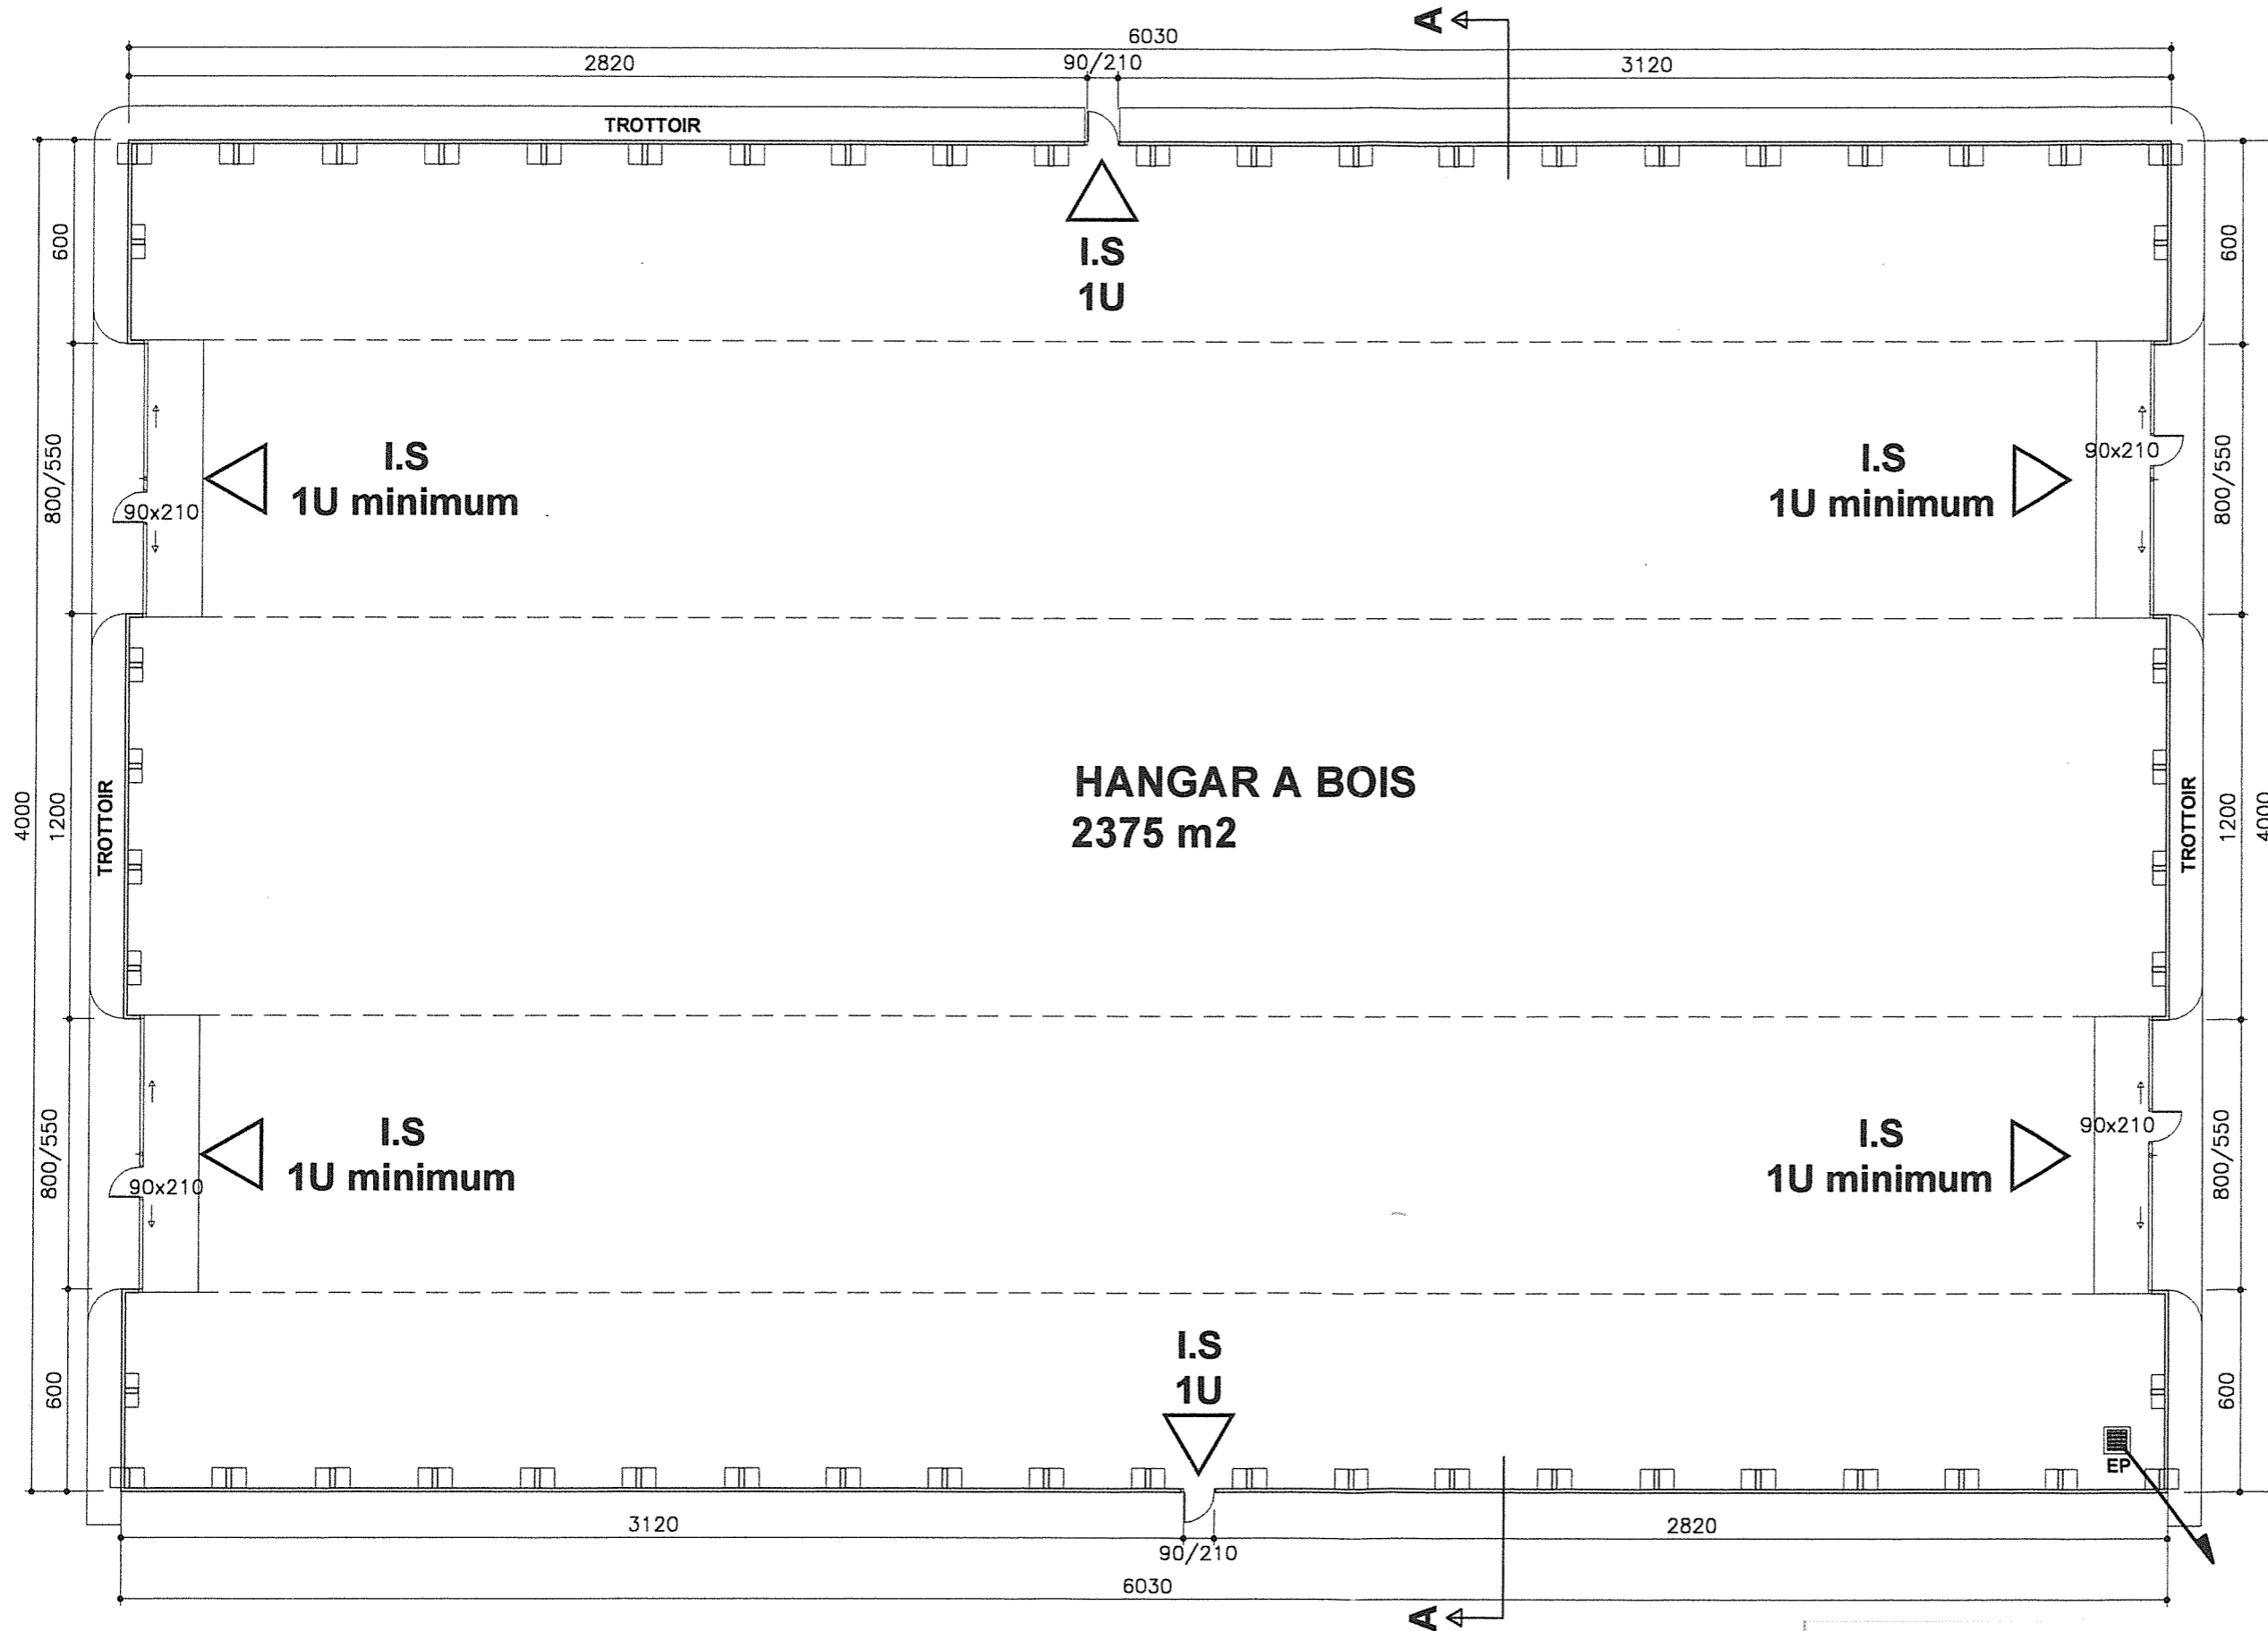 A
6030
2820
90/210
3120
TROTTOIR
600
600
I.S
1U
800/550
I.S
1U minimum
90x210
I.S
1U minimum
90x210
800/550
4000
1200
TROTTOIR
HANGAR A BOIS
2375 m2
TROTTOIR
1200
4000
800/550
I.S
1U minimum
90x210
I.S
1U minimum
90x210
800/550
600
I.S
1U
EP
600
3120
90/210
2820
6030
A